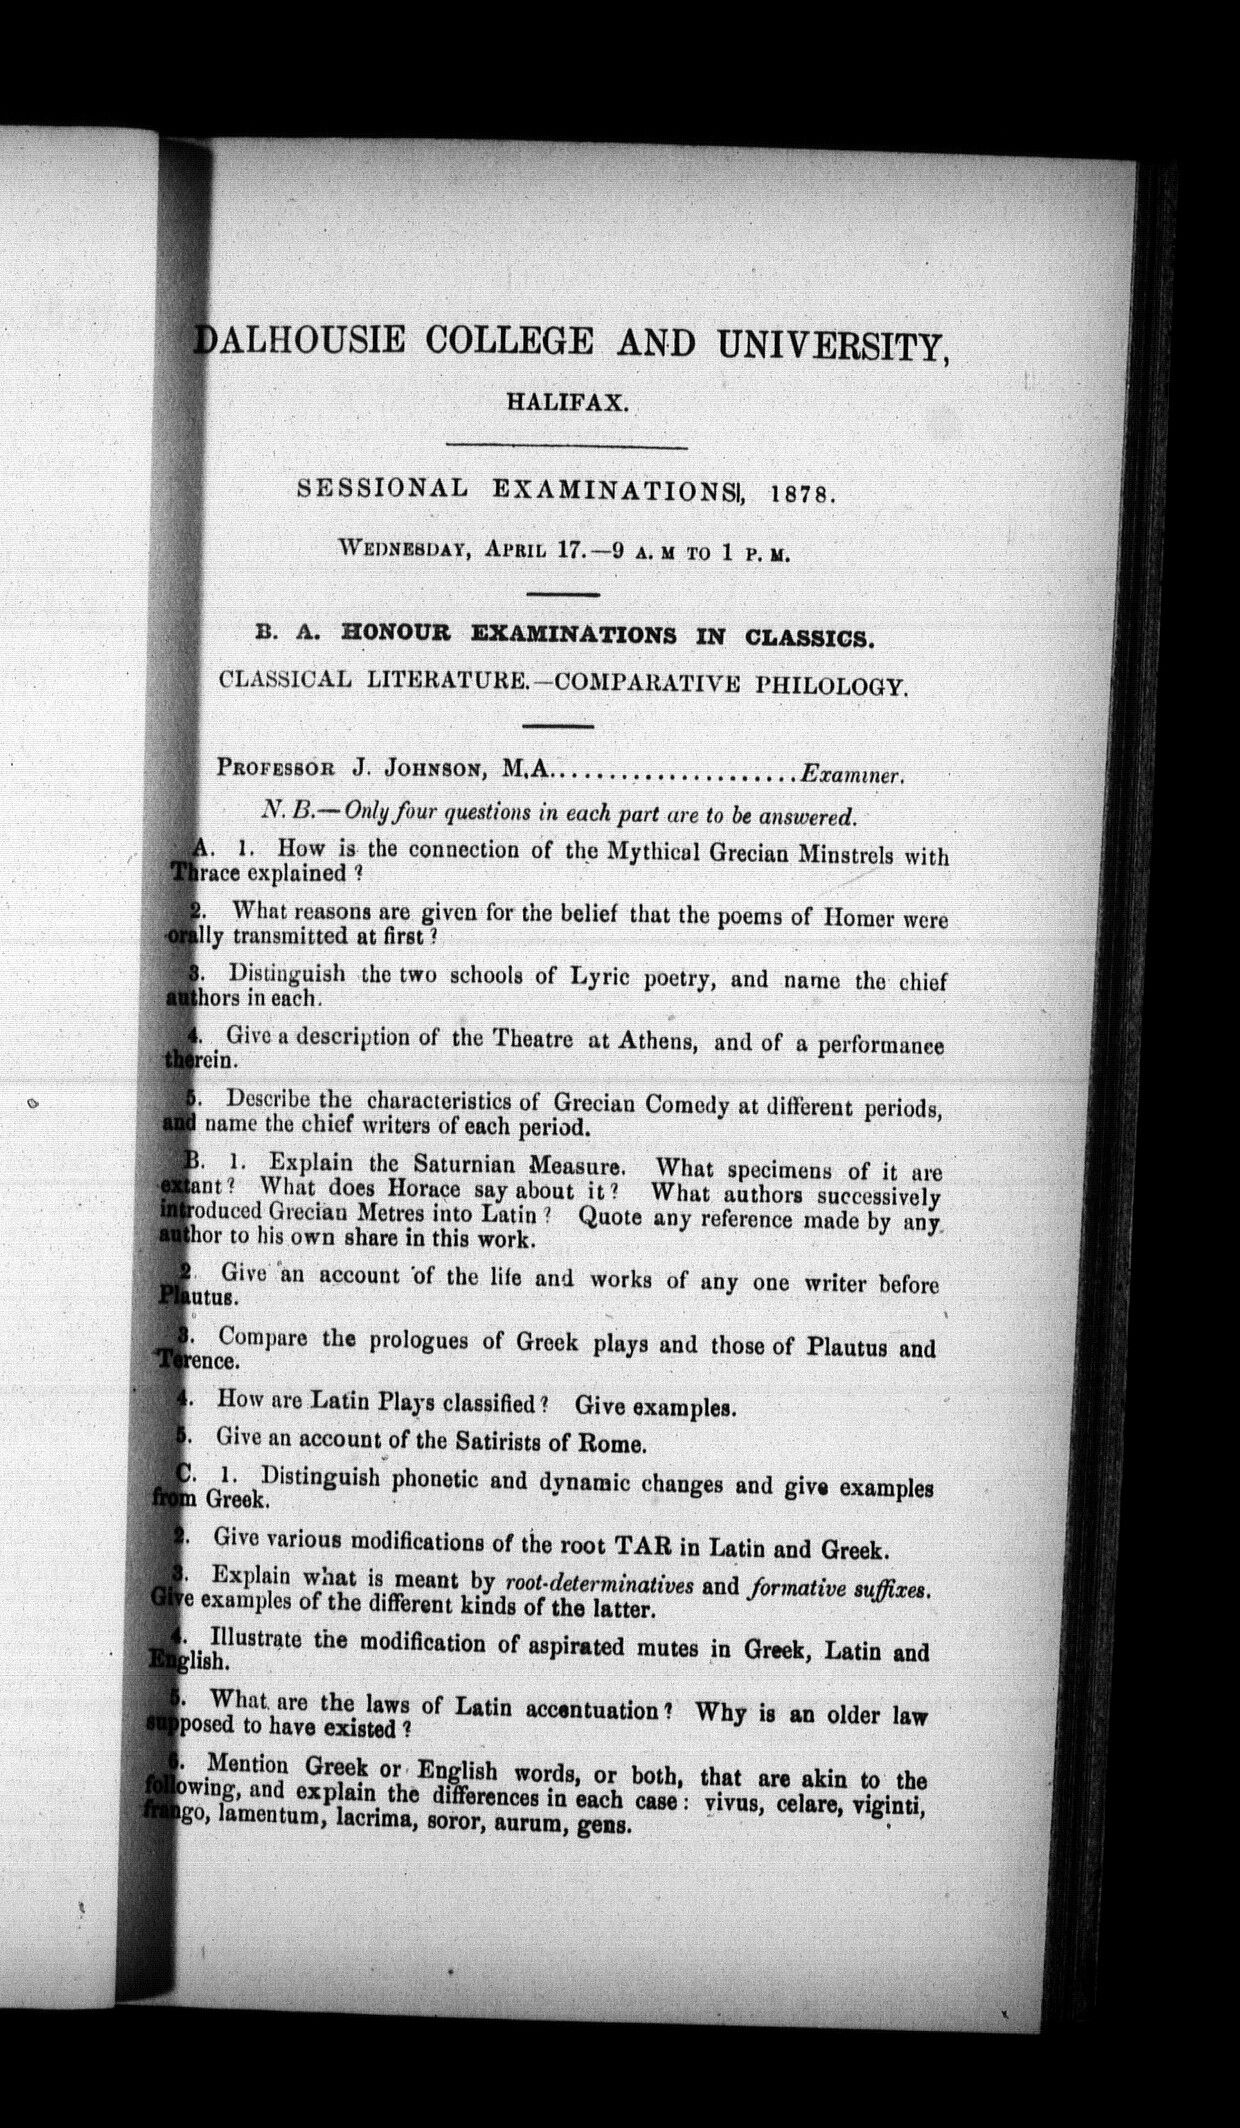 DALHOUSIE COLLEGE AND UNIVERSITY,
HALIFAX.
SESSIONAL EXAMINATIONS, 1878.
WEDNESDAY, APRIL 17.—9 A. M TO 1 P. M.
B. A. HONOUR EXAMINATIONS IN CLASSICS.
CLASSICAL LITERATURE.—COMPARATIVE PHILOLOGY.
PROFESSOR J. JOHNSON, M.A......................Examiner.
N. B.—Only four questions in each part are to be answered.
A. 1. How is the connection of the Mythical Grecian Minstrels with
Thrace explained ?
2. What reasons are given for the belief that the poems of Homer were
orally transmitted at first ?
3. Distinguish the two schools of Lyric poetry, and name the chief
authors in each.
4. Give a description of the Theatre at Athens, and of a performance
therein.
5. Describe the characteristics of Grecian Comedy at different periods,
and name the chief writers of each period.
B. 1. Explain the Saturnian Measure. What specimens of it are
extant ? What does Horace say about it ? What authors successively
introduced Grecian Metres into Latin ? Quote any reference made by any
author to his own share in this work.
2. Give an account of the life and works of any one writer before
Plautus.
3. Compare the prologues of Greek plays and those of Plautus and
Terence.
4. How are Latin Plays classified ? Give examples.
5. Give an account of the Satirists of Rome.
C. 1. Distinguish phonetic and dynamic changes and give examples
from Greek.
2. Give various modifications of the root TAR in Latin and Greek.
3. Explain what is meant by root-determinatives and formative suffixes.
Give examples of the different kinds of the latter.
4. Illustrate the modification of aspirated mutes in Greek, Latin and
English.
5. What are the laws of Latin accentuation ? Why is an older law
supposed to have existed ?
6. Mention Greek or English words, or both, that are akin to the
following, and explain the differences in each case : vivus, celare, viginti,
frango, lamentum, lacrima, soror, aurum, gens.